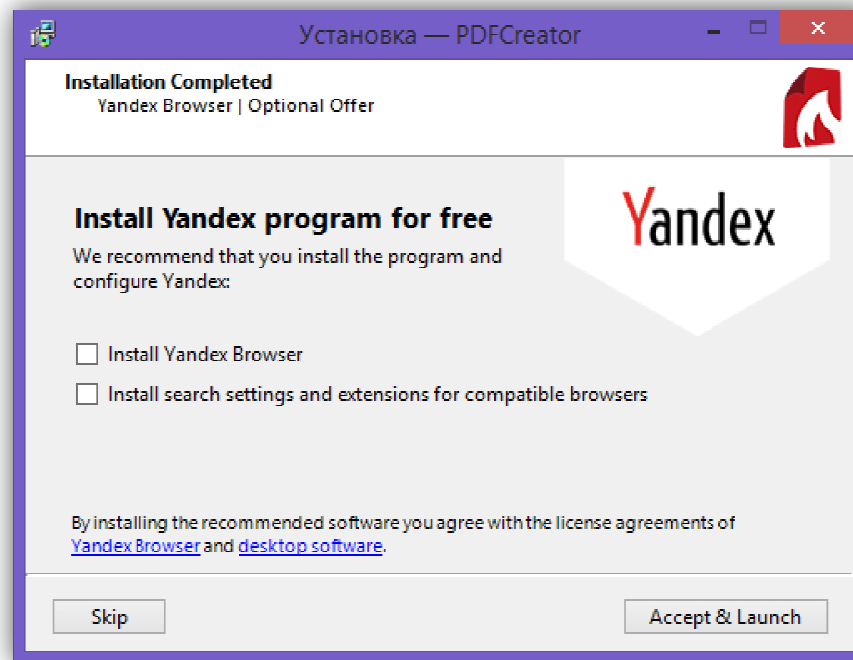 Установка — PDFCreator
Installation Completed
Yandex Browser | Optional Offer
Install Yandex program for free
Yandex
We recommend that you install the program and
configure Yandex:
Install Yandex Browser
Install search settings and extensions for compatible browsers
By installing the recommended software you agree with the license agreements of
Yandex Browser and desktop software.
Skip
Accept & Launch